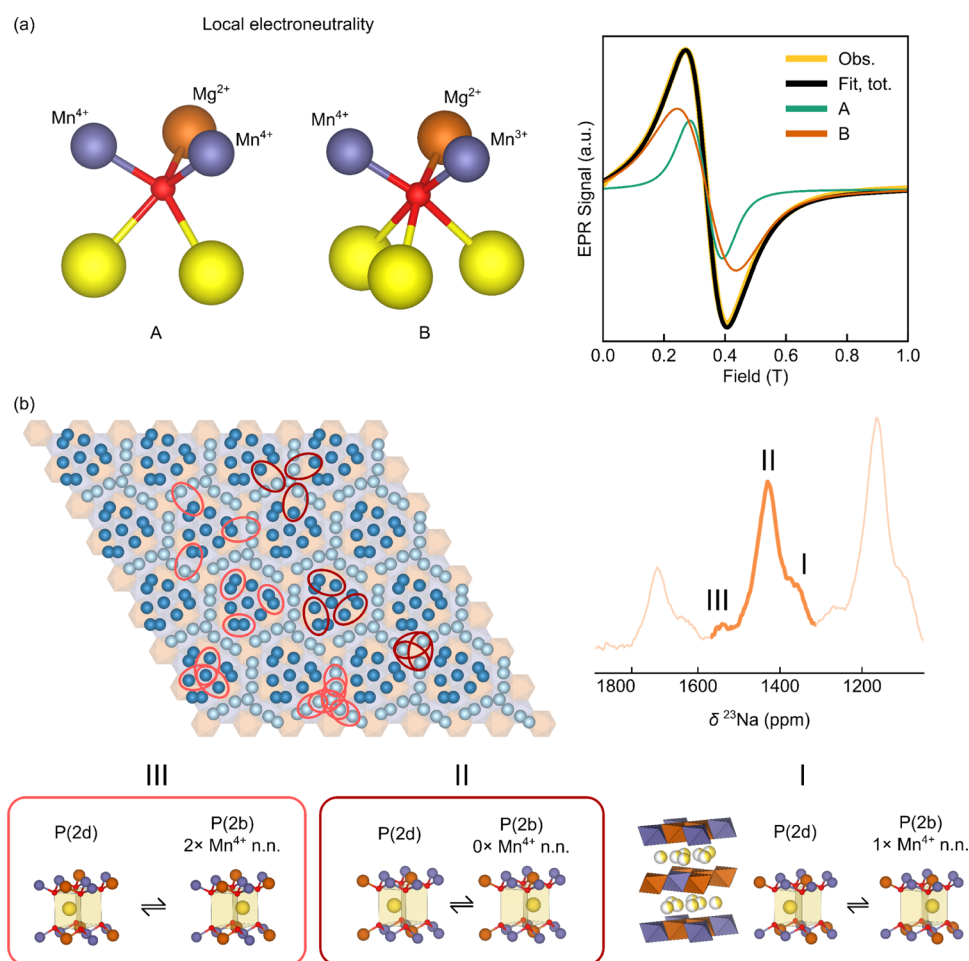 (a)
Local electroneutrality
Mn⁴⁺
Mg²⁺
Mn⁴⁺
A
Mn⁴⁺
Mg²⁺
Mn³⁺
B
EPR Signal (a.u.)
Obs.
Fit, tot.
A
B
0.0 0.2 0.4 0.6 0.8 1.0
Field (T)
(b)
III
II
I
1800 1600 1400 1200
δ ²³Na (ppm)
III
P(2d)
P(2b)
2× Mn⁴⁺ n.n.
⇌
II
P(2d)
P(2b)
0× Mn⁴⁺ n.n.
⇌
I
P(2d)
P(2b)
1× Mn⁴⁺ n.n.
⇌